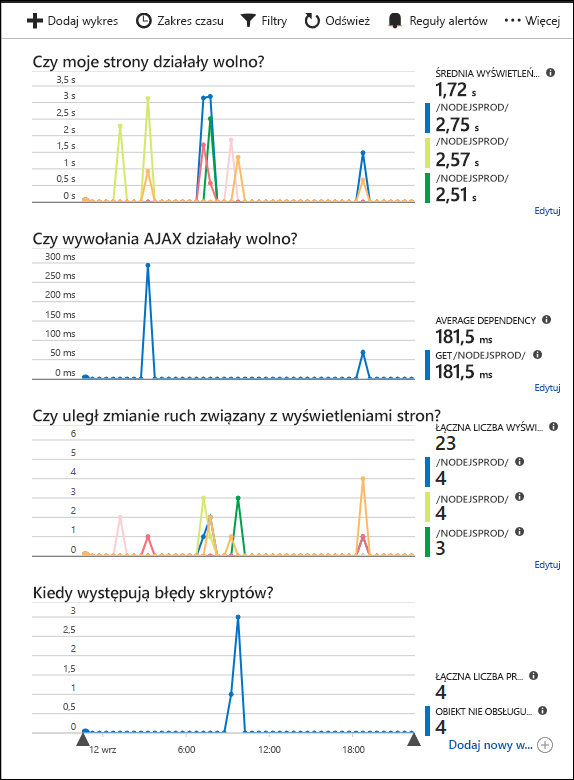 Dodaj wykres Zakres czasu Filtry Odśwież Reguły alertów Więcej
Czy moje strony działały wolno?
3,5 s
3 s
2,5 s
2 s
1,5 s
1 s
0,5 s
0 s
ŚREDNIA WYŚWIETLEŃ...
1,72 s
/NODEJSPROD/
2,75 s
/NODEJSPROD/
2,57 s
/NODEJSPROD/
2,51 s
Edytuj
Czy wywołania AJAX działały wolno?
300 ms
250 ms
200 ms
150 ms
100 ms
50 ms
0 ms
AVERAGE DEPENDENCY
181,5 ms
GET/NODEJSPROD/
181,5 ms
Edytuj
Czy uległ zmianie ruch związany z wyświetleniami stron?
6
5
4
3
2
1
0
ŁĄCZNA LICZBA WYŚWI...
23
/NODEJSPROD/
4
/NODEJSPROD/
4
/NODEJSPROD/
3
Edytuj
Kiedy występują błędy skryptów?
3
2,5
2
1,5
1
0,5
0
ŁĄCZNA LICZBA PR...
4
OBIEKT NIE OBSŁUGU...
4
12 wrz 6:00 12:00 18:00
Dodaj nowy w...